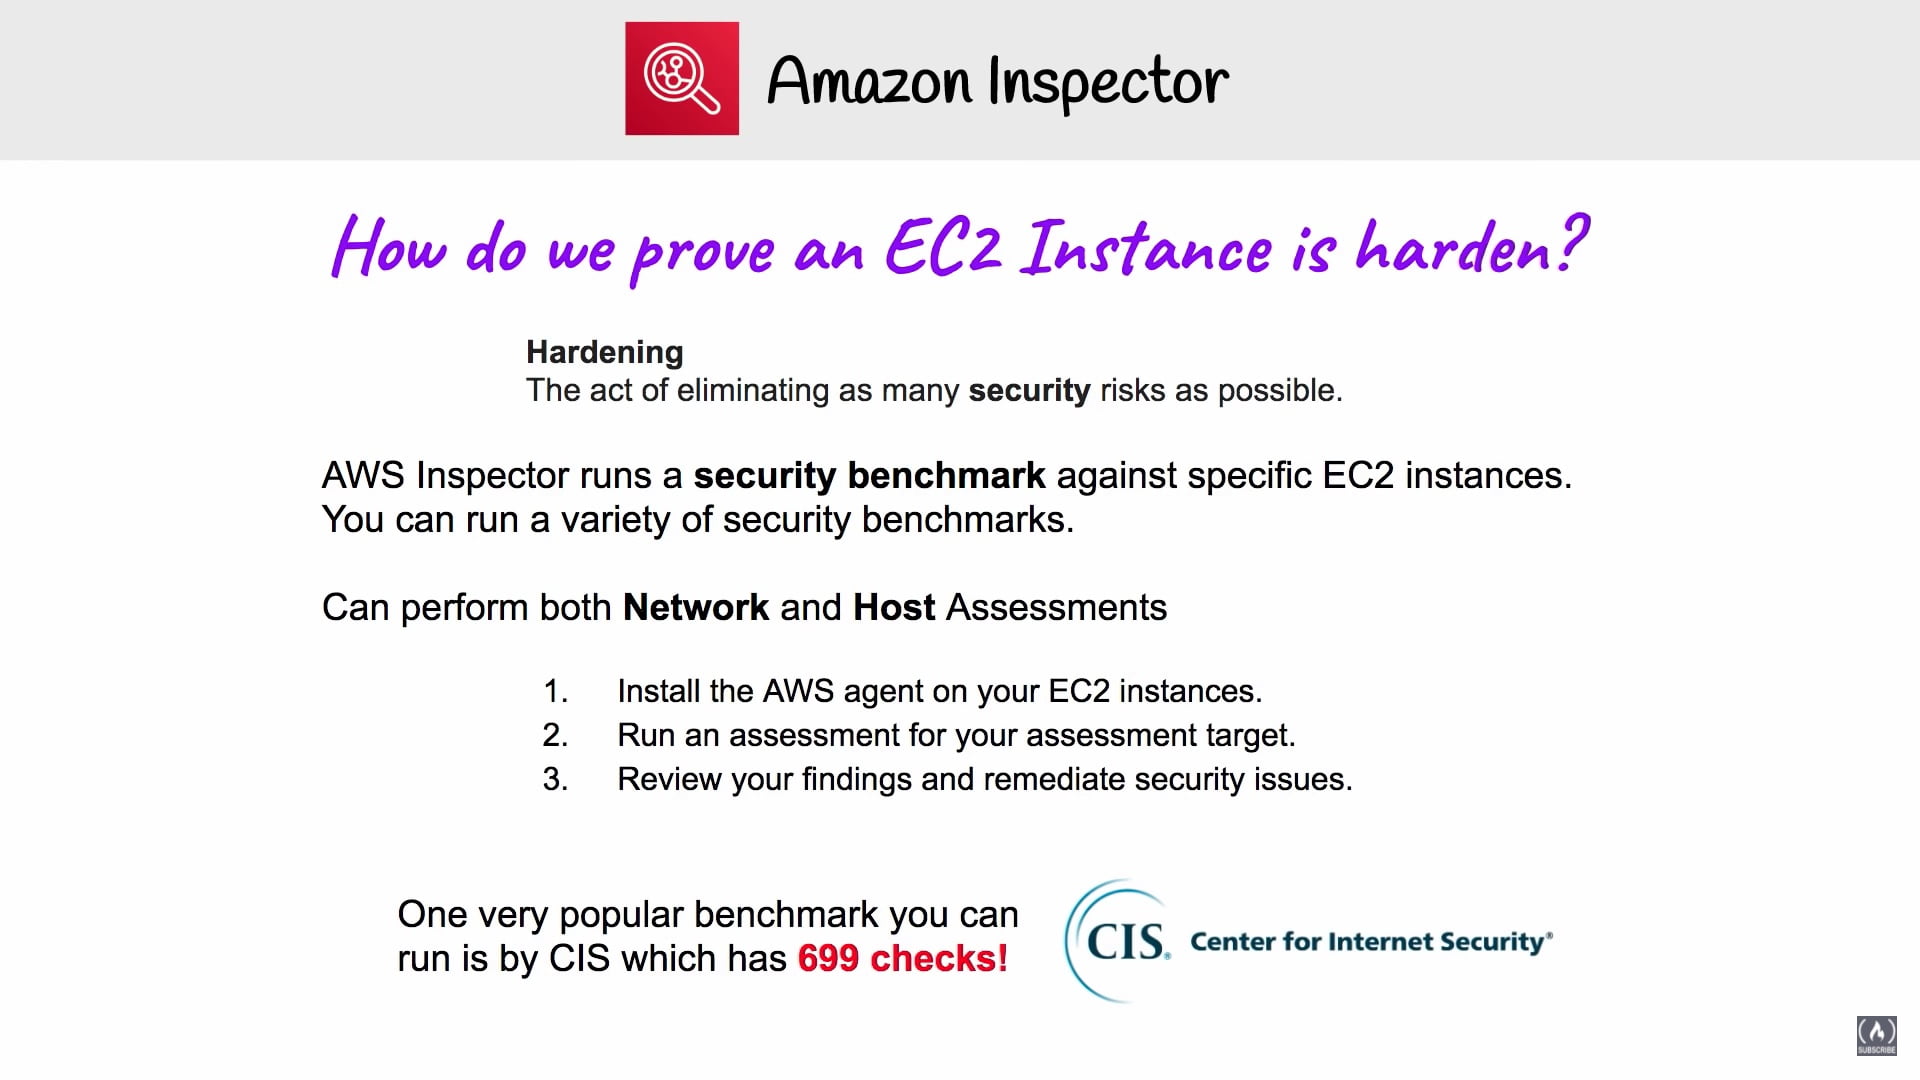 Amazon Inspector
How do we prove an EC2 Instance is harden?
Hardening
The act of eliminating as many security risks as possible.
AWS Inspector runs a security benchmark against specific EC2 instances.
You can run a variety of security benchmarks.
Can perform both Network and Host Assessments
1. Install the AWS agent on your EC2 instances.
2. Run an assessment for your assessment target.
3. Review your findings and remediate security issues.
One very popular benchmark you can
run is by CIS which has 699 checks!
CIS® Center for Internet Security®
SUBSCRIBE